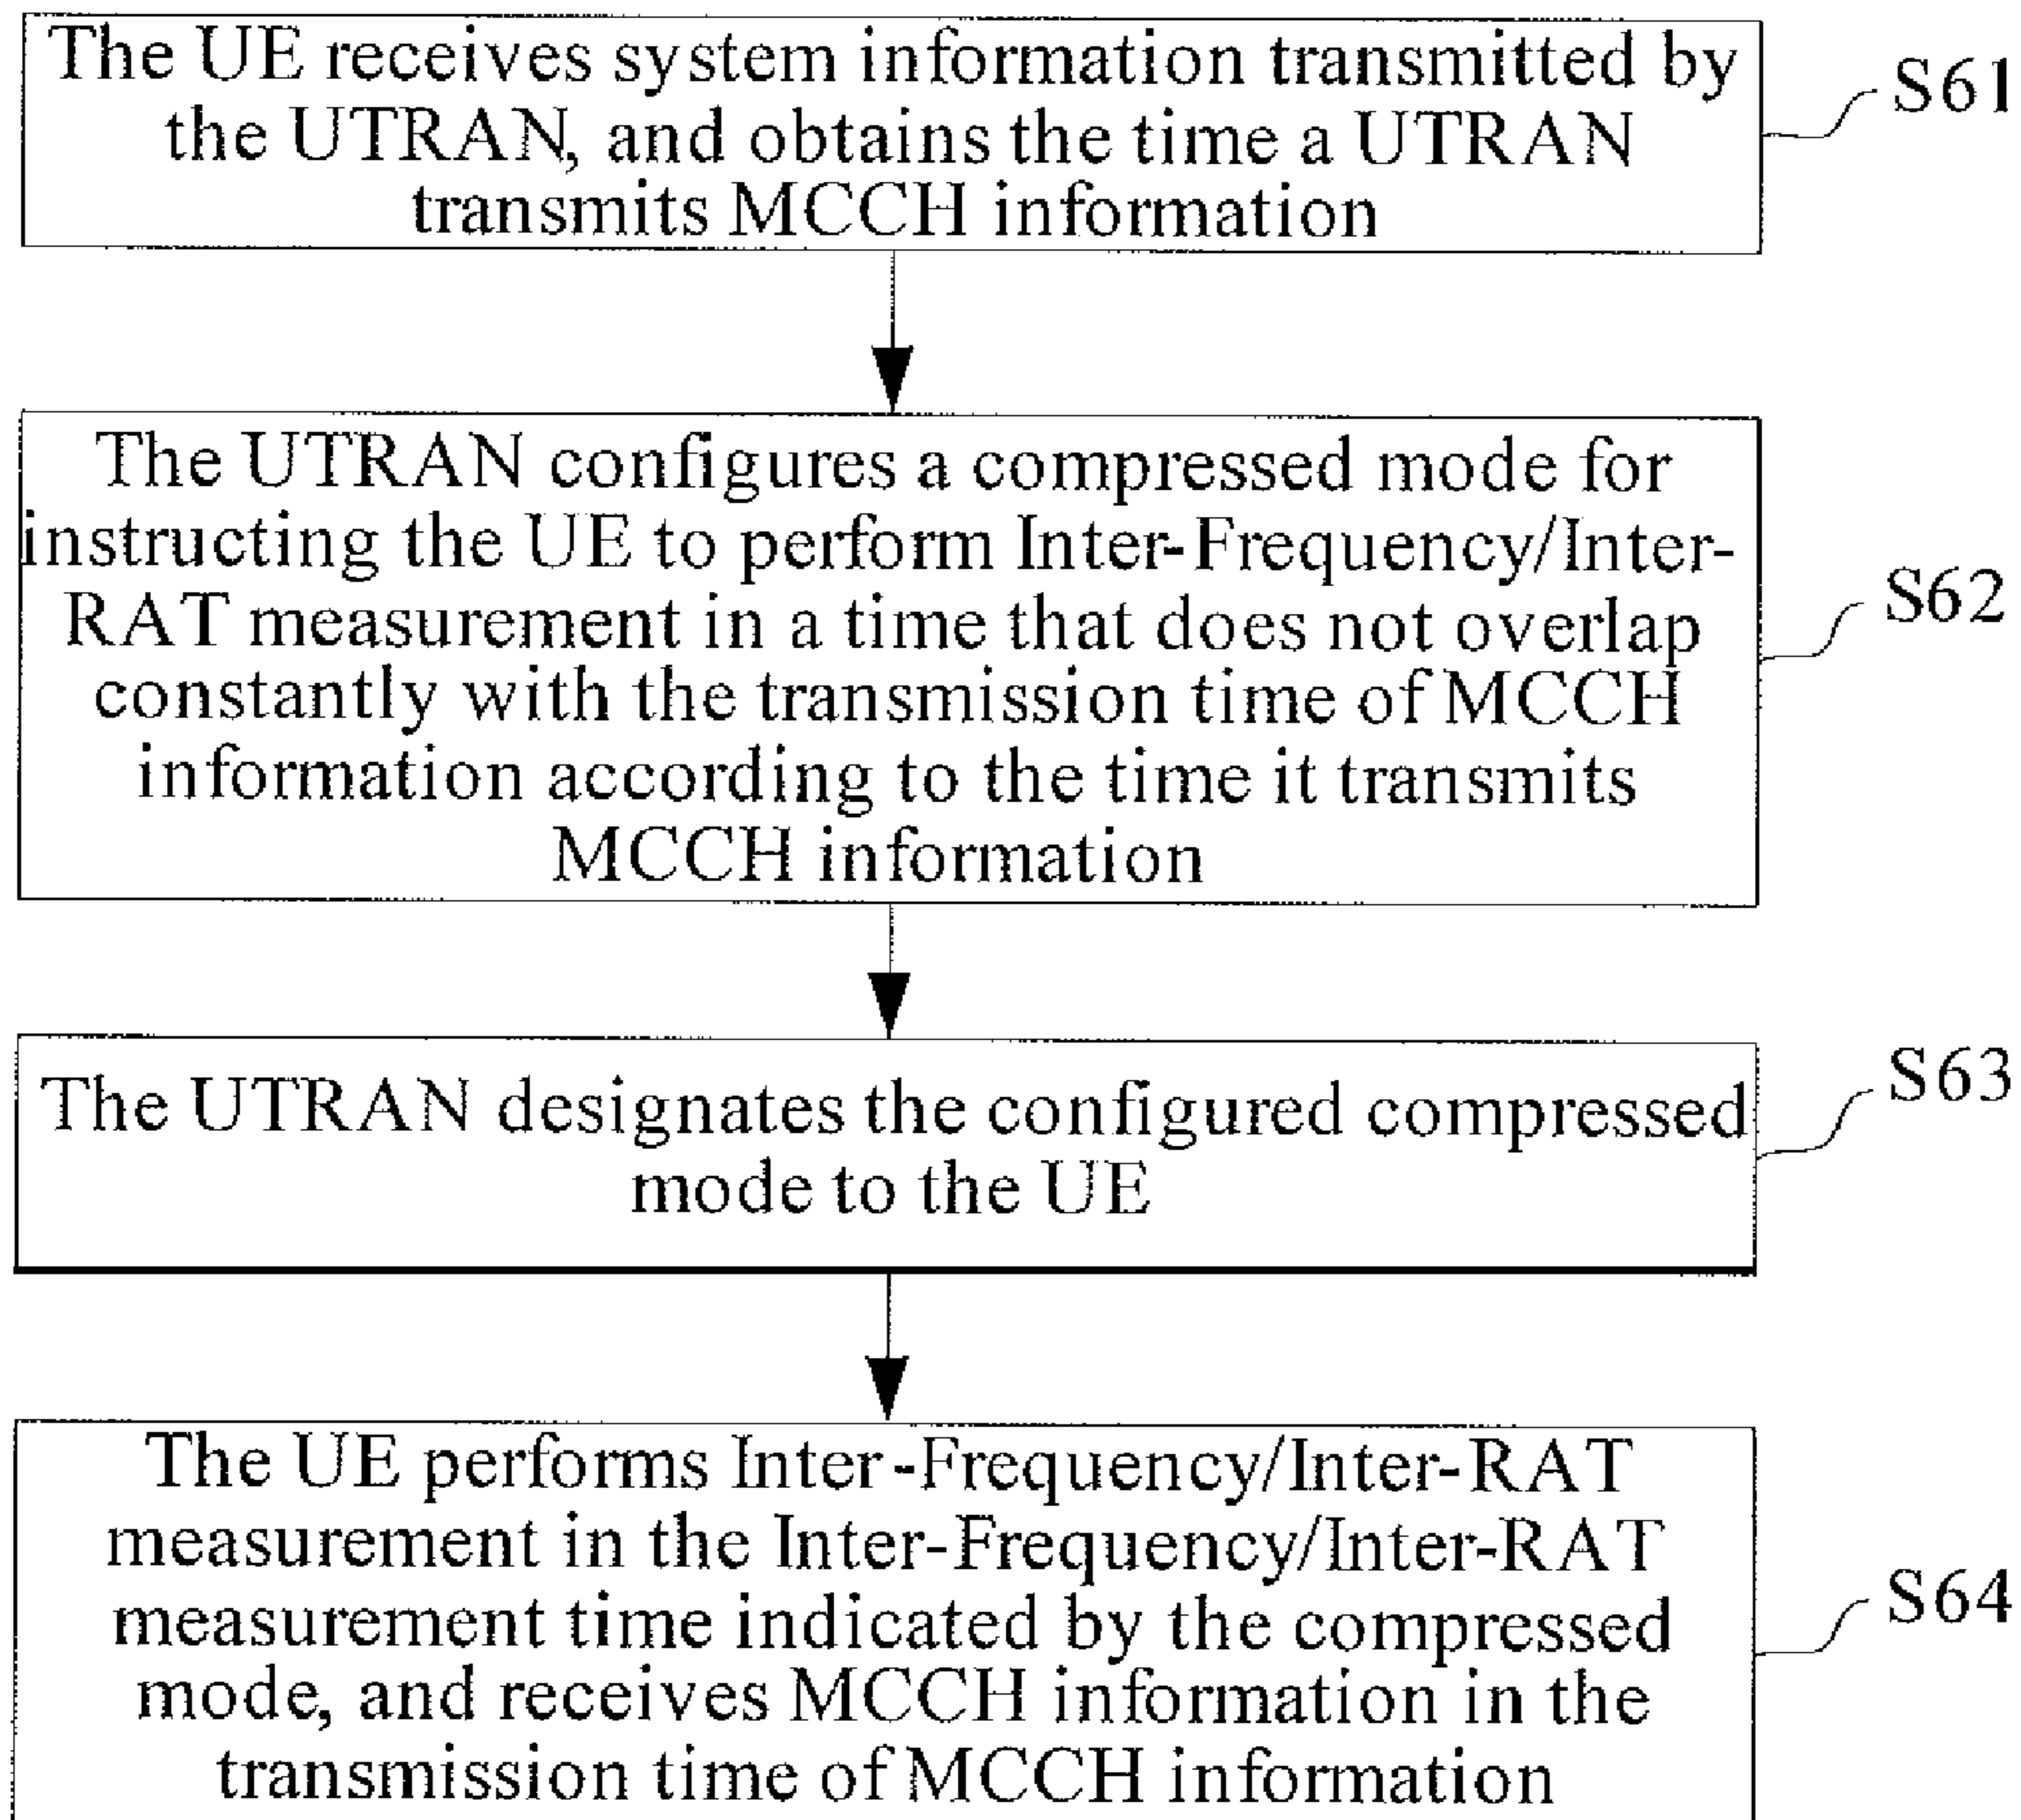 The UE receives system information transmitted by
the UTRAN, and obtains the time a UTRAN
transmits MCCH information
S61
The UTRAN configures a compressed mode for
instructing the UE to perform Inter-Frequency/Inter-
RAT measurement in a time that does not overlap
constantly with the transmission time of MCCH
information according to the time it transmits
MCCH information
S62
The UTRAN designates the configured compressed
mode to the UE
S63
The UE performs Inter-Frequency/Inter-RAT
measurement in the Inter-Frequency/Inter-RAT
measurement time indicated by the compressed
mode, and receives MCCH information in the
transmission time of MCCH information
S64